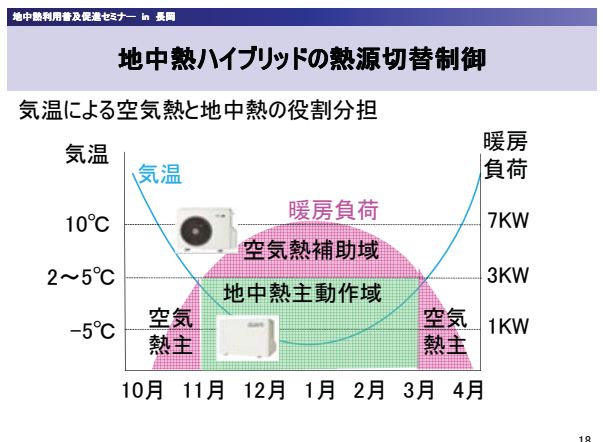 地中熱利用普及促進セミナー in 長岡
地中熱ハイブリッドの熱源切替制御
気温による空気熱と地中熱の役割分担
気温
暖房
負荷
気温
暖房負荷
10℃
7KW
空気熱補助域
2～5℃
3KW
地中熱主動作域
空気
熱主
空気
熱主
-5℃
1KW
10月 11月 12月 1月 2月 3月 4月
18